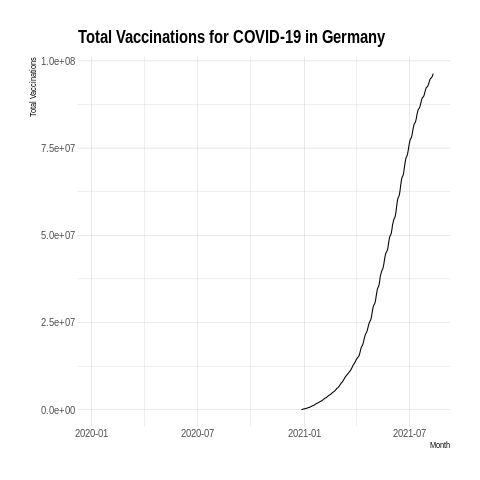 Total Vaccinations for COVID-19 in Germany
Total Vaccinations
1.0e+08
7.5e+07
5.0e+07
2.5e+07
0.0e+00
2020-01 2020-07 2021-01 2021-07
Month